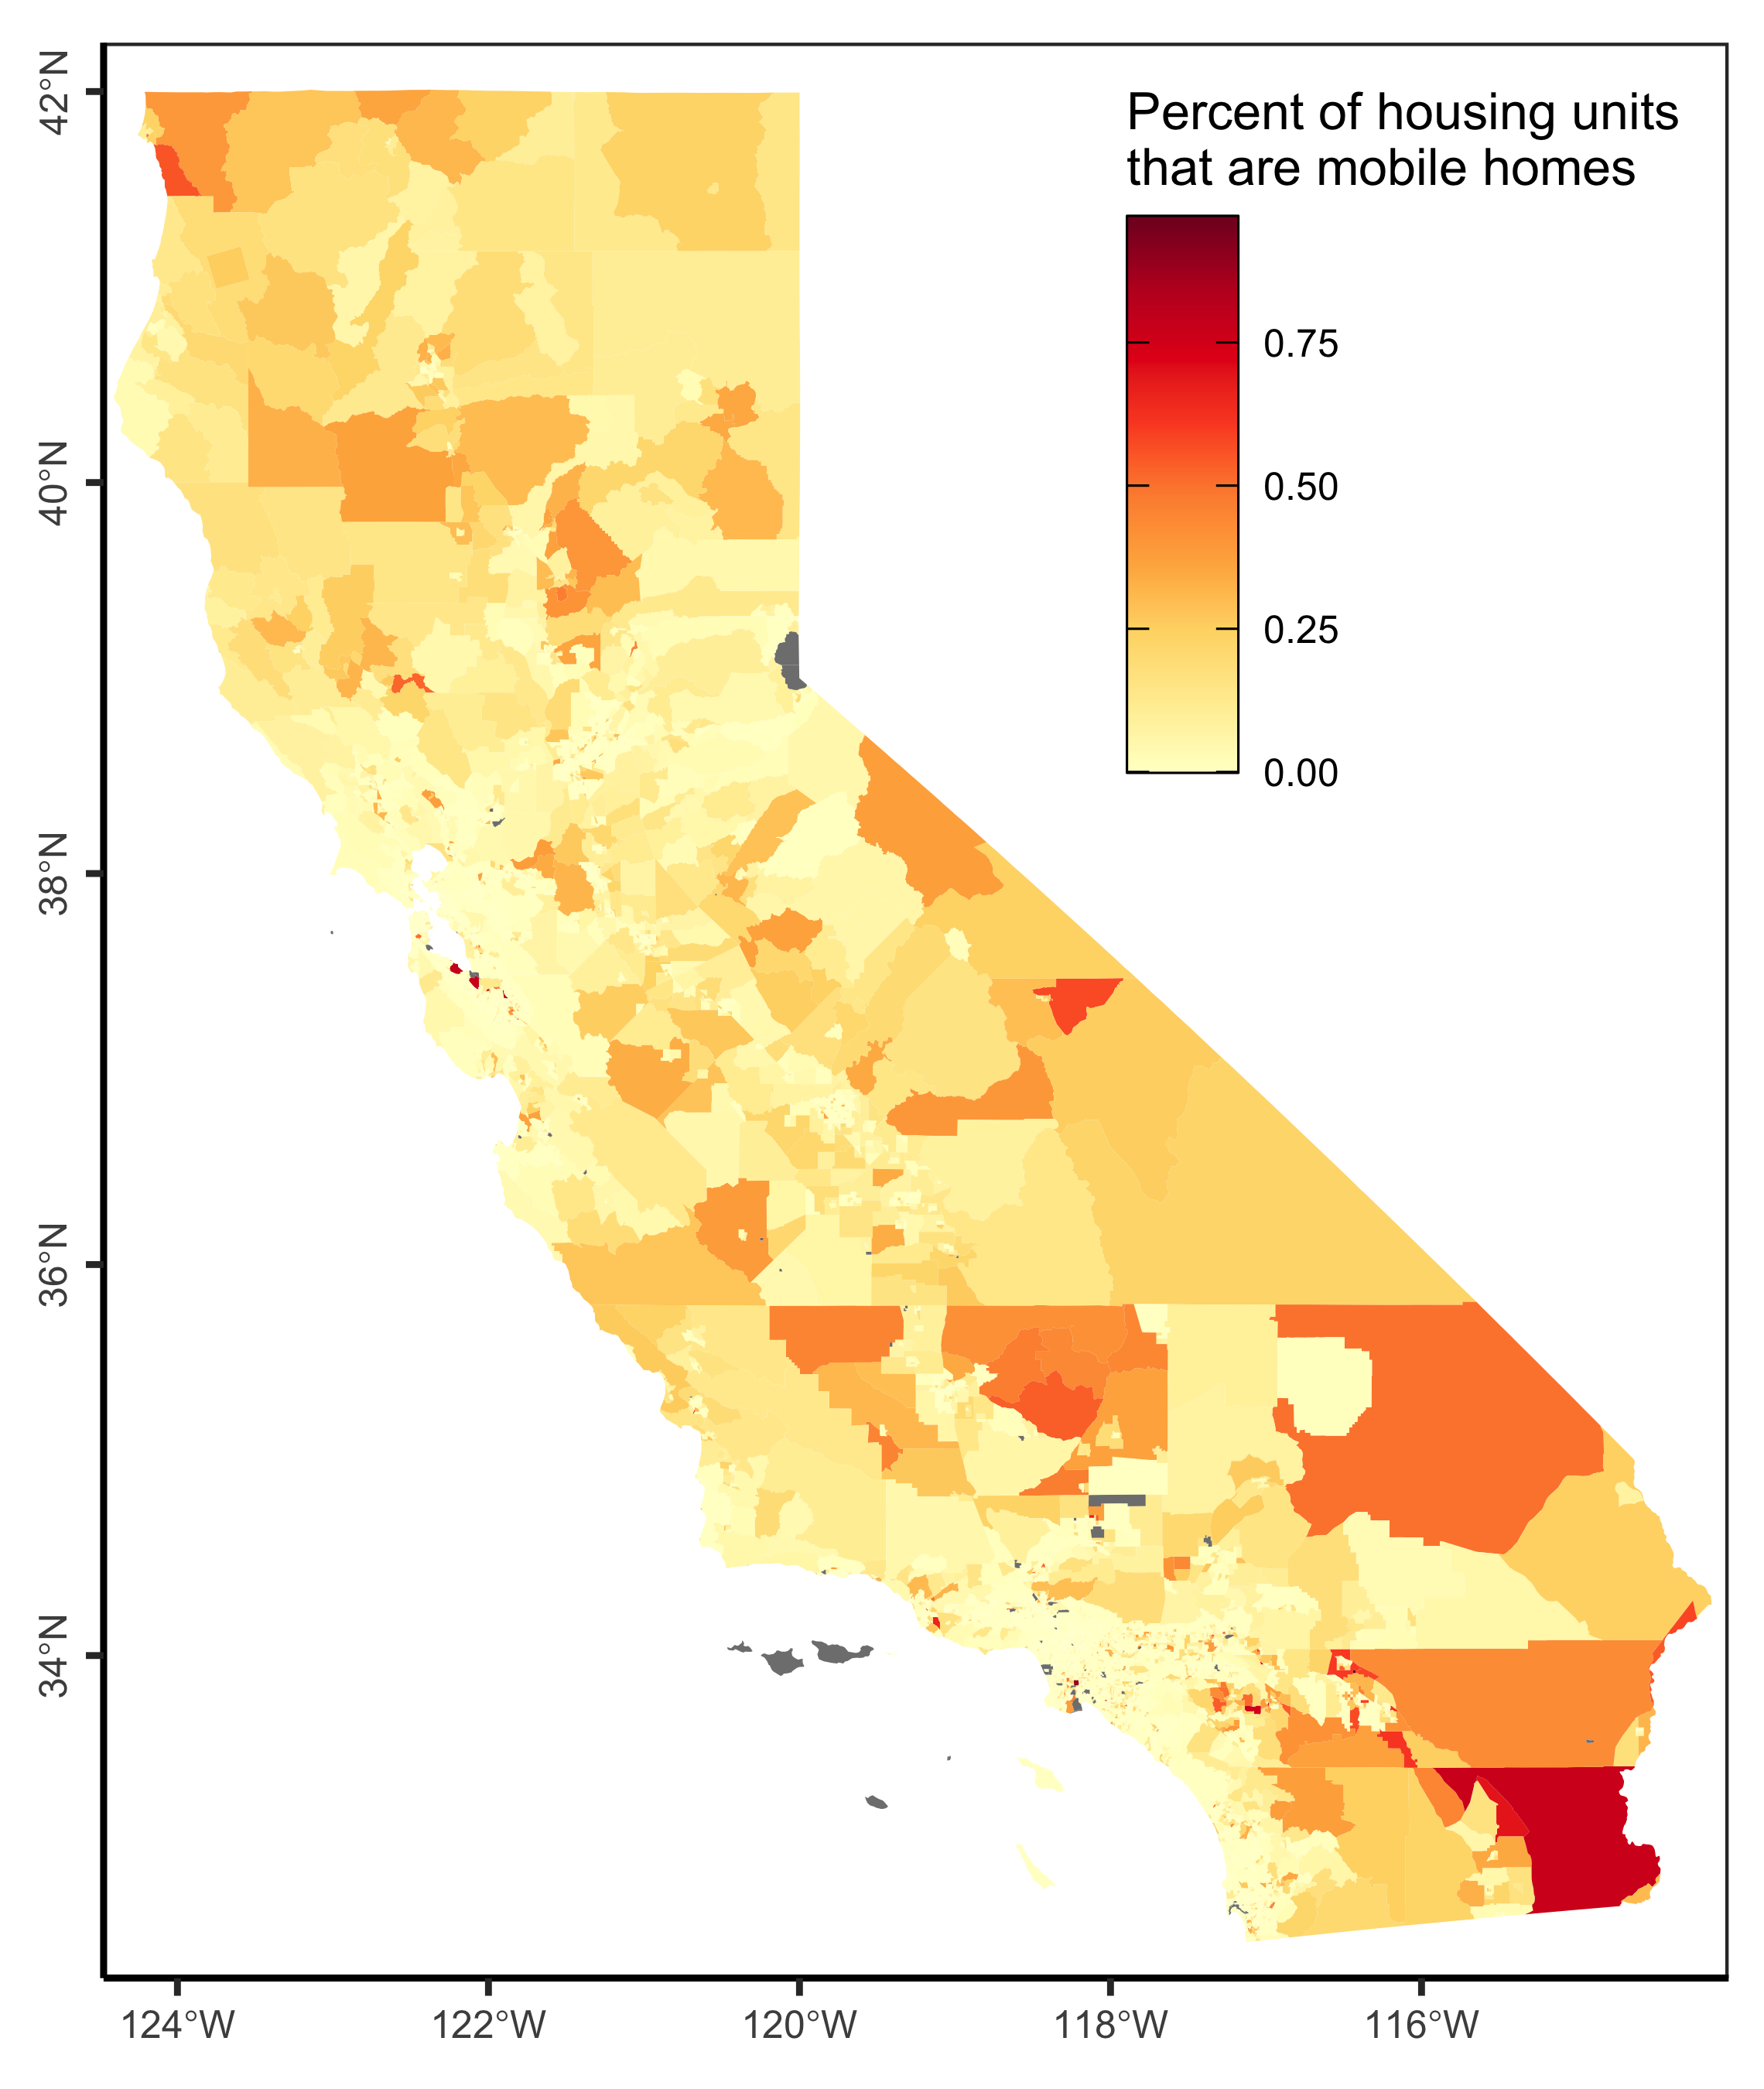 Percent of housing units
that are mobile homes
0.75
0.50
0.25
0.00
42°N
40°N
38°N
36°N
34°N
124°W
122°W
120°W
118°W
116°W